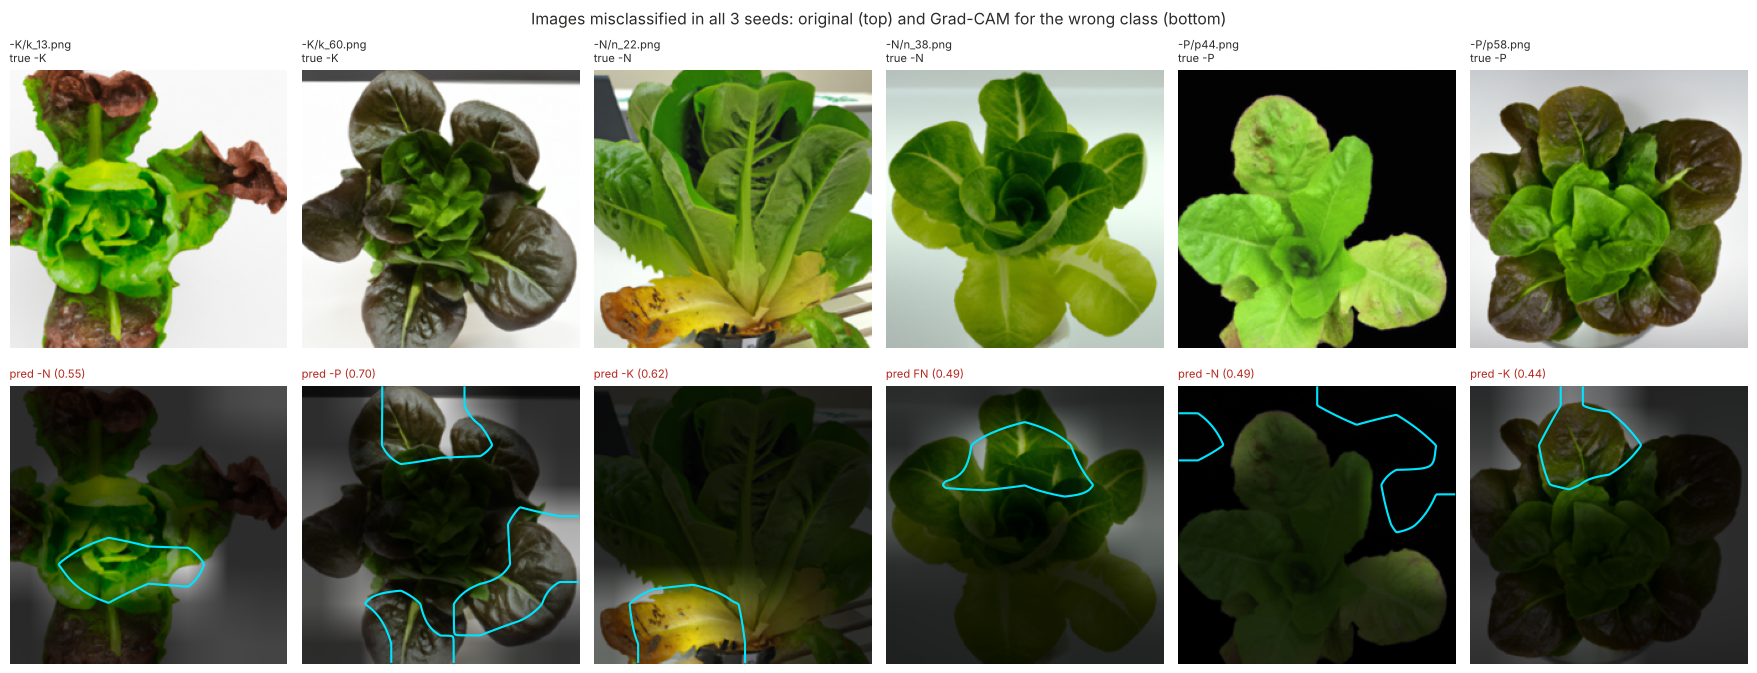 Images misclassified in all 3 seeds: original (top) and Grad-CAM for the wrong class (bottom)
-K/k_13.png
true -K
-K/k_60.png
true -K
-N/n_22.png
true -N
-N/n_38.png
true -N
-P/p44.png
true -P
-P/p58.png
true -P
pred -N (0.55)
pred -P (0.70)
pred -K (0.62)
pred FN (0.49)
pred -N (0.49)
pred -K (0.44)